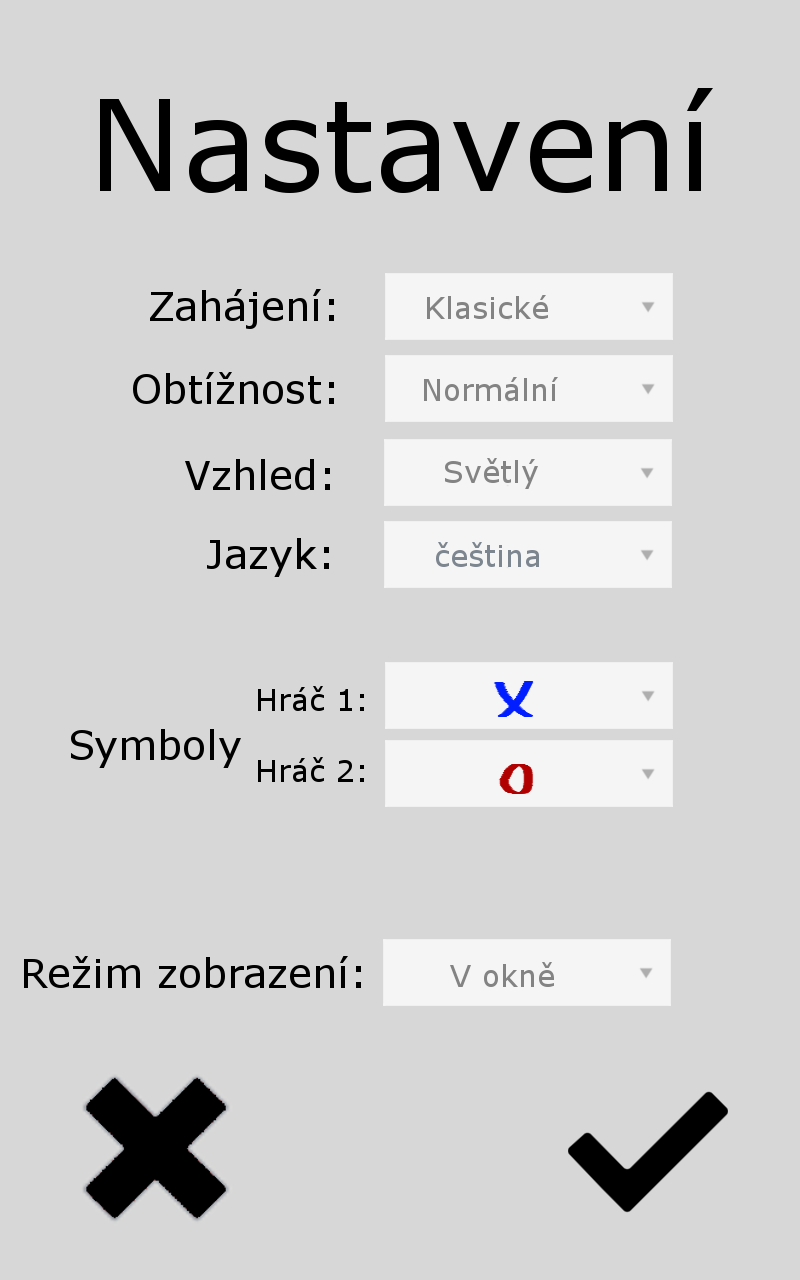 Nastavení
Zahájení: Klasické
Obtížnost: Normální
Vzhled: Světlý
Jazyk: čeština
Symboly
Hráč 1: X
Hráč 2: O
Režim zobrazení: V okně